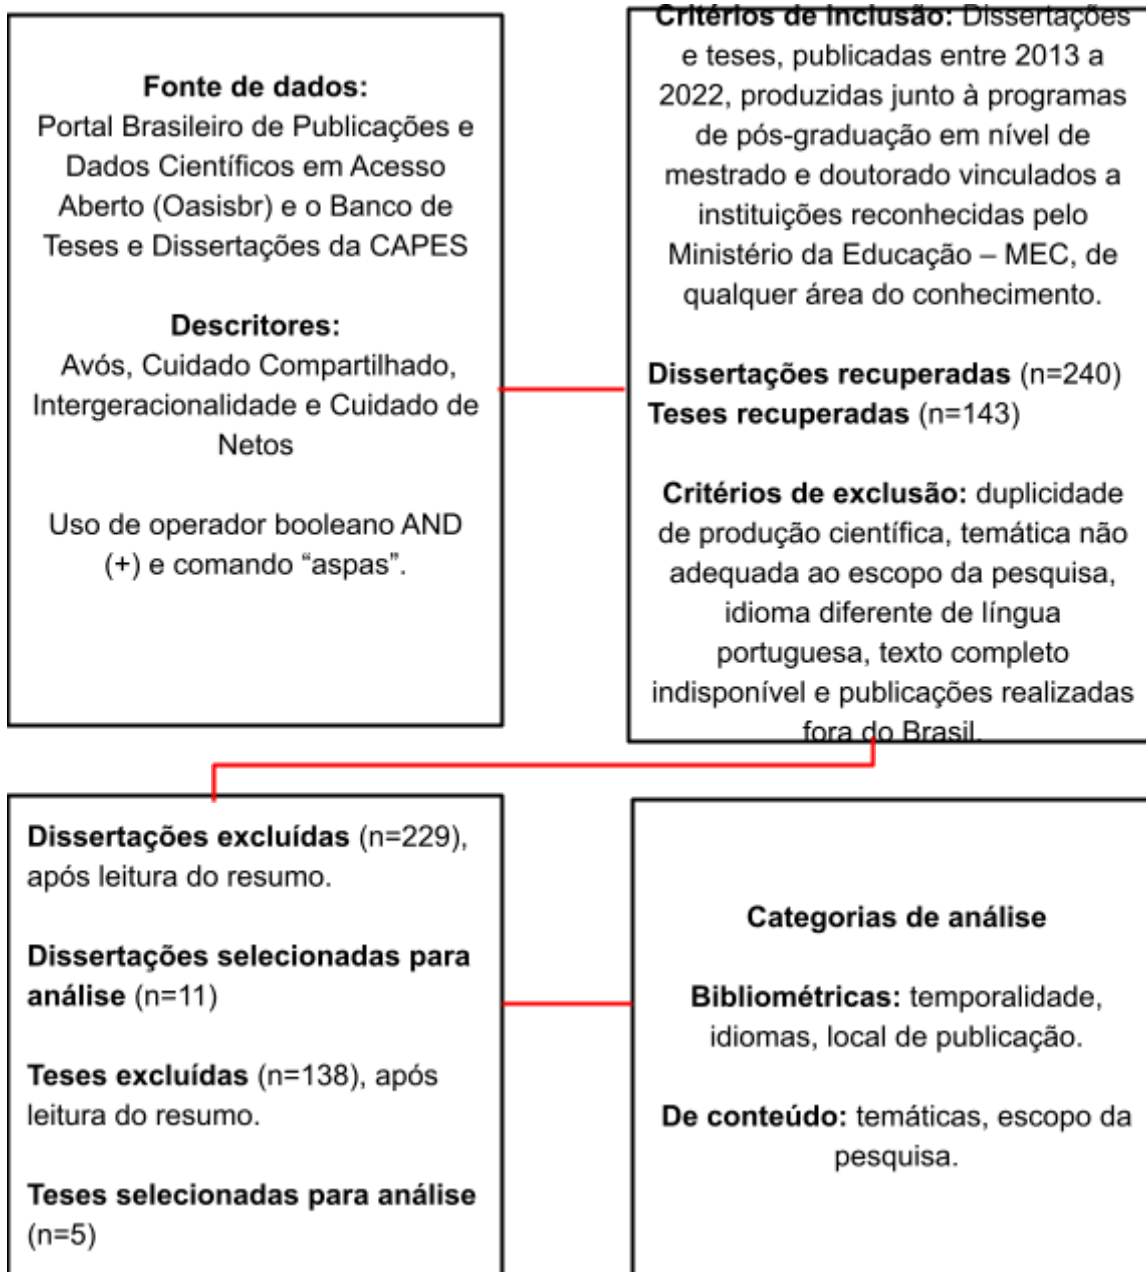 Fonte de dados:
Portal Brasileiro de Publicações e
Dados Científicos em Acesso
Aberto (Oasisbr) e o Banco de
Teses e Dissertações da CAPES
Descritores:
Avós, Cuidado Compartilhado,
Intergeracionalidade e Cuidado de
Netos
Uso de operador booleano AND
(+) e comando “aspas”.
Critérios de inclusão: Dissertações
e teses, publicadas entre 2013 a
2022, produzidas junto à programas
de pós-graduação em nível de
mestrado e doutorado vinculados a
instituições reconhecidas pelo
Ministério da Educação – MEC, de
qualquer área do conhecimento.
Dissertações recuperadas (n=240)
Teses recuperadas (n=143)
Critérios de exclusão: duplicidade
de produção científica, temática não
adequada ao escopo da pesquisa,
idioma diferente de língua
portuguesa, texto completo
indisponível e publicações realizadas
fora do Brasil.
Dissertações excluídas (n=229),
após leitura do resumo.
Dissertações selecionadas para
análise (n=11)
Teses excluídas (n=138), após
leitura do resumo.
Teses selecionadas para análise
(n=5)
Categorias de análise
Bibliométricas: temporalidade,
idiomas, local de publicação.
De conteúdo: temáticas, escopo da
pesquisa.